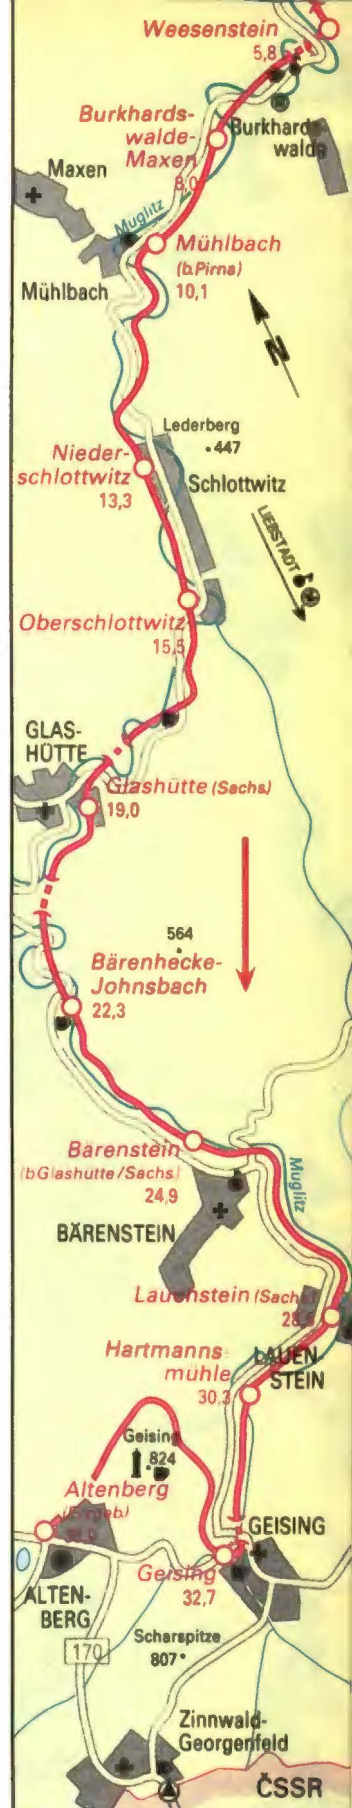 Weesenstein
5,8
Burkhards-
walde-
Maxen
8,0
Burkhards-
walde
Maxen
Muglitz
Mühlbach
(b.Pirna)
10,1
Mühlbach
N
Lederberg
447
Nieder-
schlottwitz
13,3
Schlottwitz
LIEBSTADT
Oberschlottwitz
15,5
GLAS-
HÜTTE
Glashütte (Sachs)
19,0
564
Bärenhecke-
Johnsbach
22,3
Bärenstein
(b Glashutte/Sachs)
24,9
Muglitz
BÄRENSTEIN
Lauenstein (Sachs)
Hartmanns-
mühle
30,3
LAUEN-
STEIN
Geising
824
Altenberg
GEISING
Geising
32,7
ALTEN-
BERG
170
Scharspitze
807
Zinnwald-
Georgenfeld
ČSSR